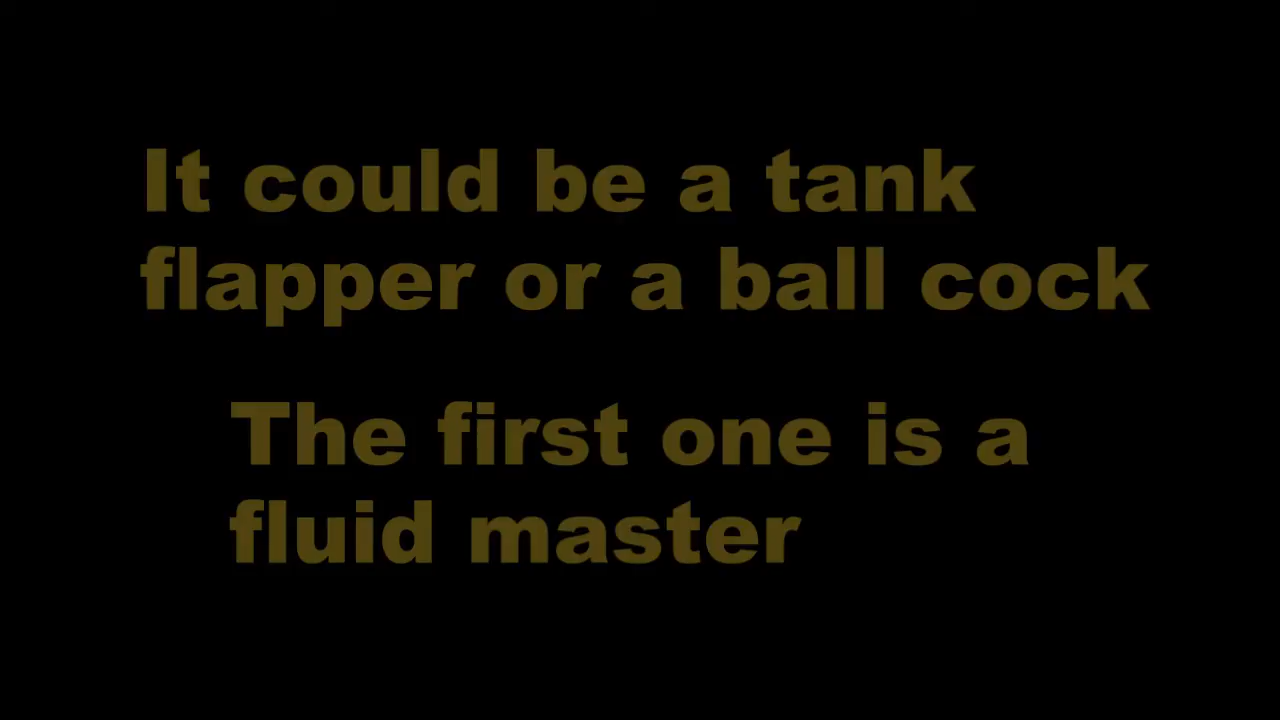 It could be a tank
flapper or a ball cock
The first one is a
fluid master